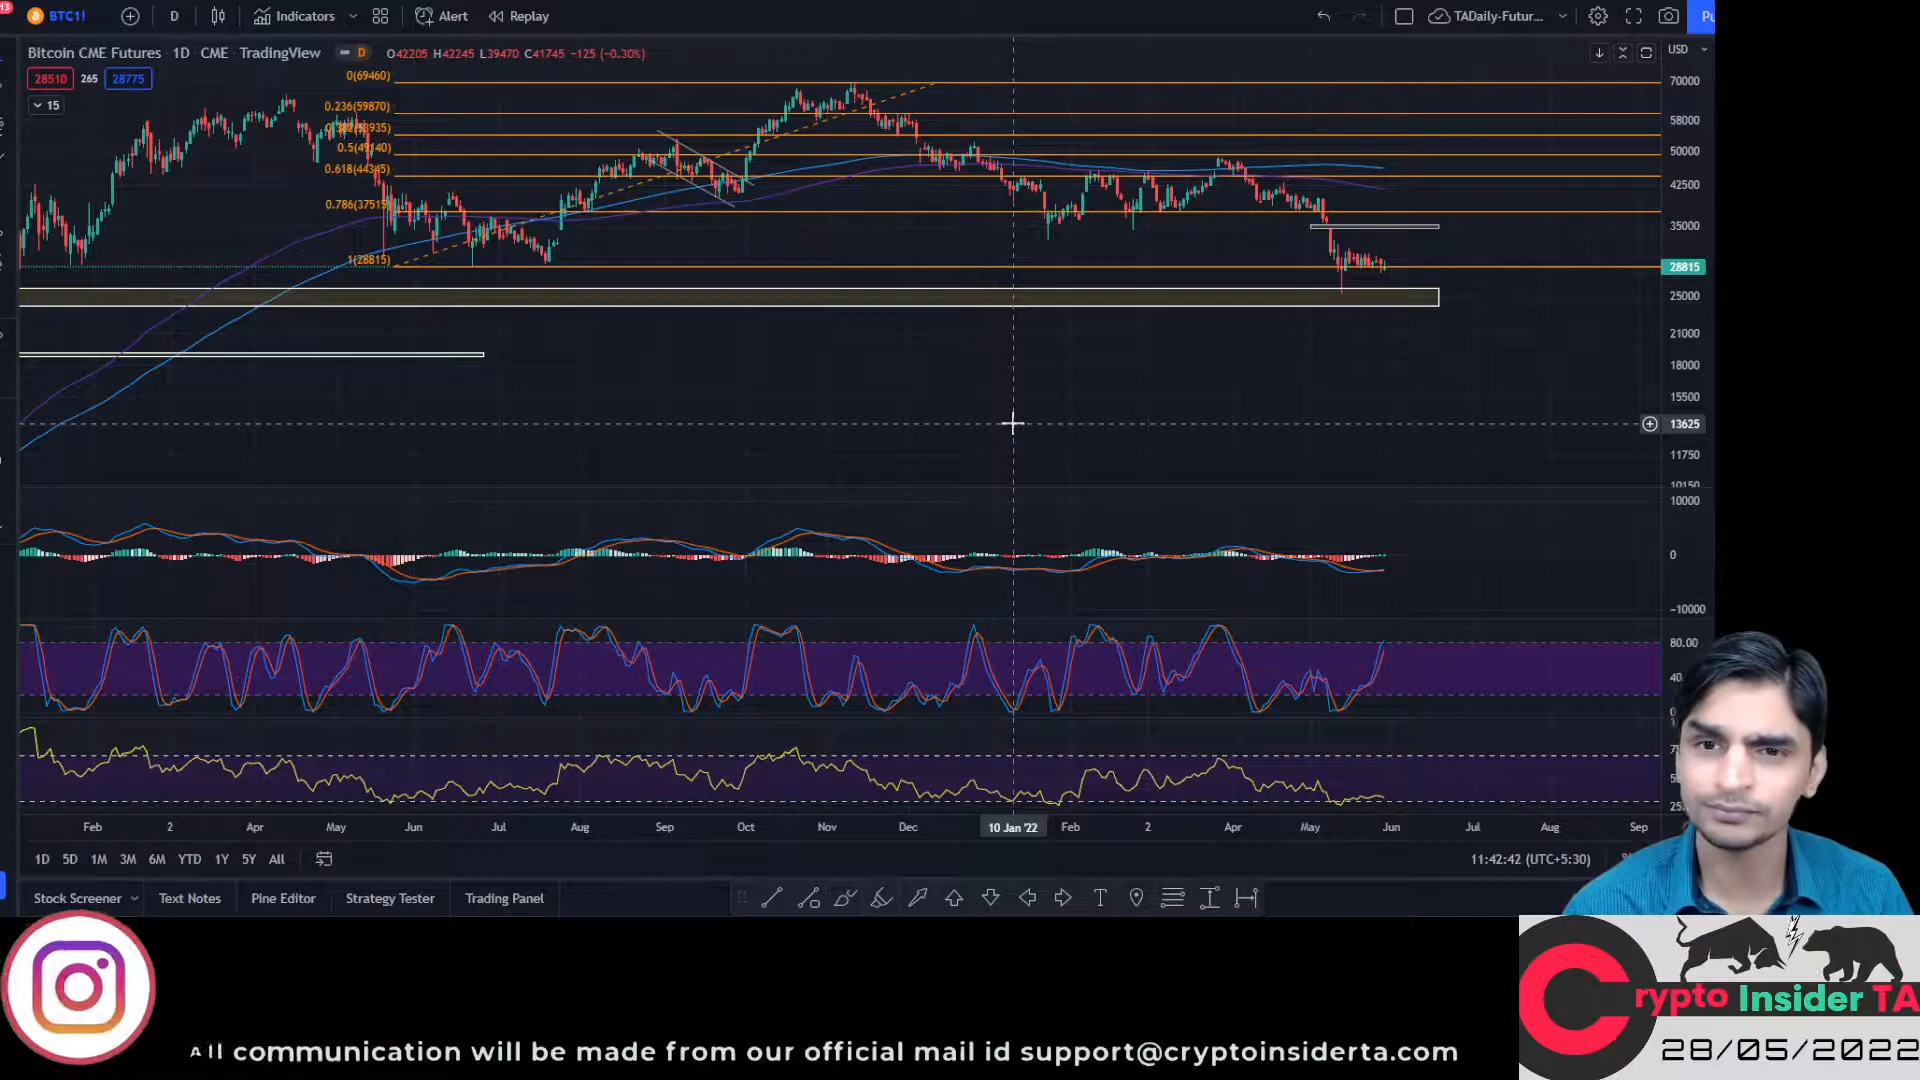 13
BTC1!
D
Indicators
Alert
Replay
TADaily-Futur...
Bitcoin CME Futures · 1D · CME · TradingView
D
O42205 H42245 L39470 C41745 −125 (−0.30%)
USD
28510
265
28775
15
0(69460)
0.236(59870)
0.5(49140)
0.618(44345)
0.786(37515)
1(28815)
70000
58000
50000
42500
35000
28815
25000
21000
18000
15500
13625
11750
10150
10000
0
−10000
80.00
40
0
Feb
2
Apr
May
Jun
Jul
Aug
Sep
Oct
Nov
Dec
10 Jan '22
Feb
2
Apr
May
Jun
Jul
Aug
Sep
1D
5D
1M
3M
6M
YTD
1Y
5Y
All
11:42:42 (UTC+5:30)
Stock Screener
Text Notes
Pine Editor
Strategy Tester
Trading Panel
T
Crypto Insider TA
All communication will be made from our official mail id support@cryptoinsiderta.com
28/05/2022